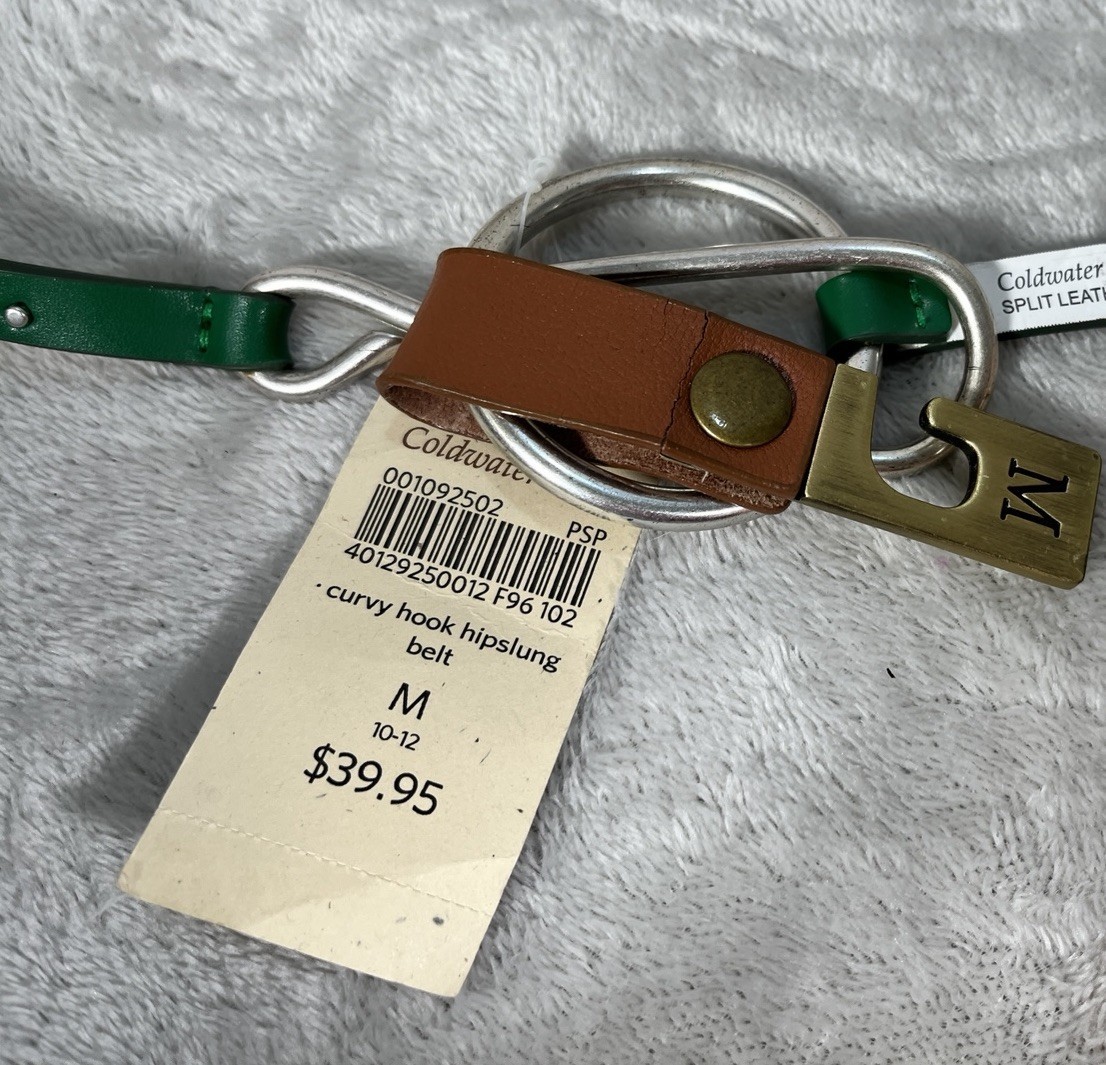 Coldwater
SPLIT LEATH
Coldwater
001092502
PSP
40129250012 F96 102
curvy hook hipslung
belt
M
10-12
$39.95
M